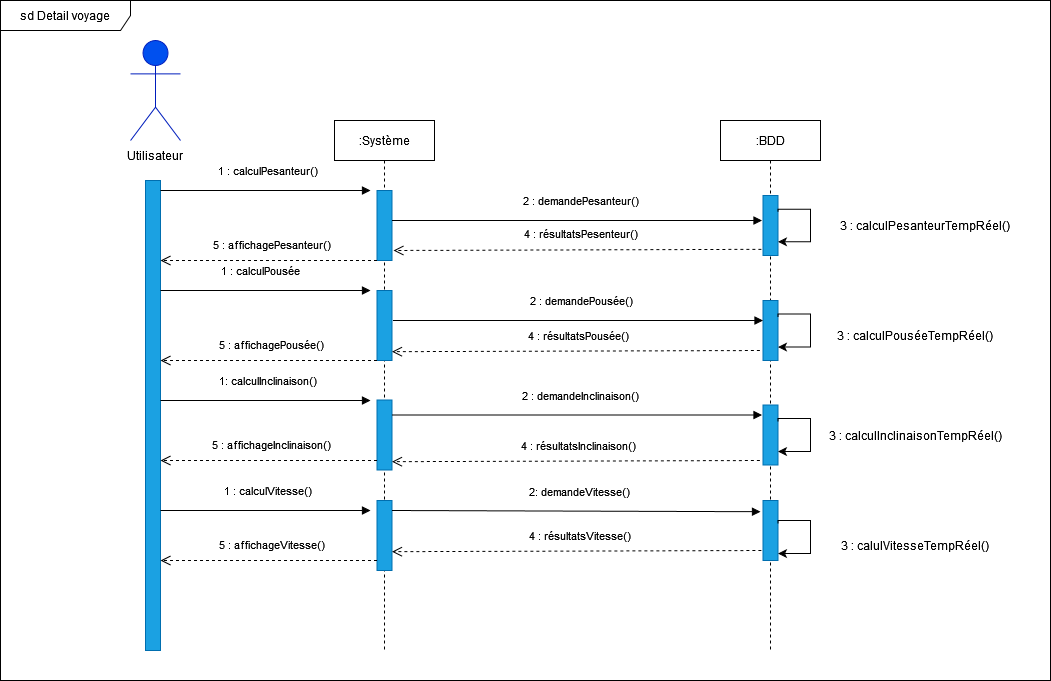 sd Detail voyage
Utilisateur
:Système
:BDD
1 : calculPesanteur()
2 : demandePesanteur()
3 : calculPesanteurTempRéel()
4 : résultatsPesenteur()
5 : affichagePesanteur()
1 : calculPousée
2 : demandePousée()
3 : calculPouséeTempRéel()
4 : résultatsPousée()
5 : affichagePousée()
1: calculInclinaison()
2 : demandeInclinaison()
3 : calculInclinaisonTempRéel()
4 : résultatsInclinaison()
5 : affichageInclinaison()
1 : calculVitesse()
2: demandeVitesse()
3 : calulVitesseTempRéel()
4 : résultatsVitesse()
5 : affichageVitesse()